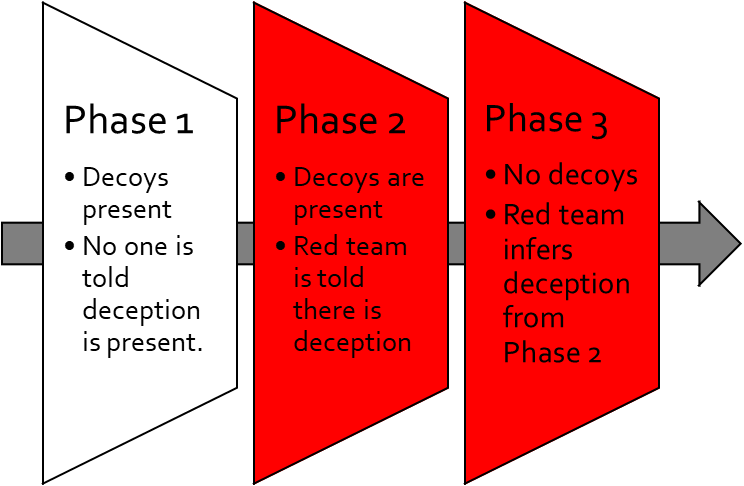 Phase 1
• Decoys
present
• No one is
told
deception
is present.
Phase 2
• Decoys are
present
• Red team
is told
there is
deception
Phase 3
• No decoys
• Red team
infers
deception
from
Phase 2